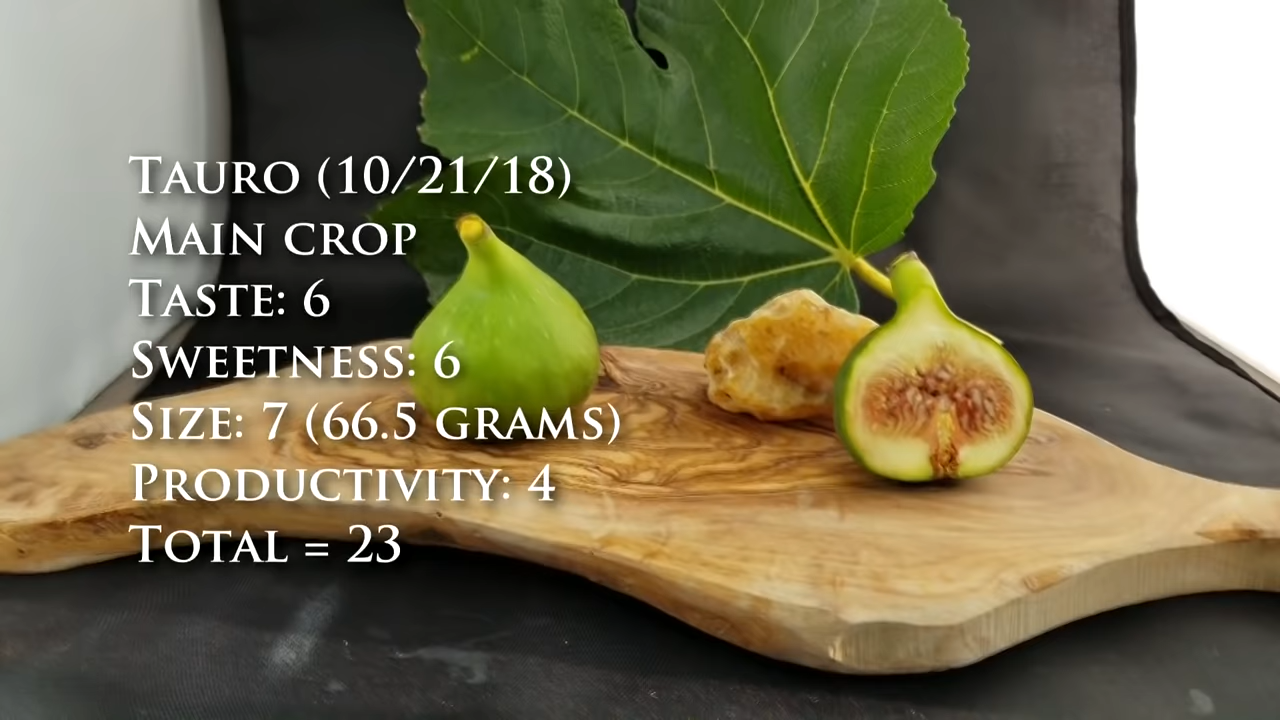 Tauro (10/21/18)
Main crop
Taste: 6
Sweetness: 6
Size: 7 (66.5 grams)
Productivity: 4
Total = 23